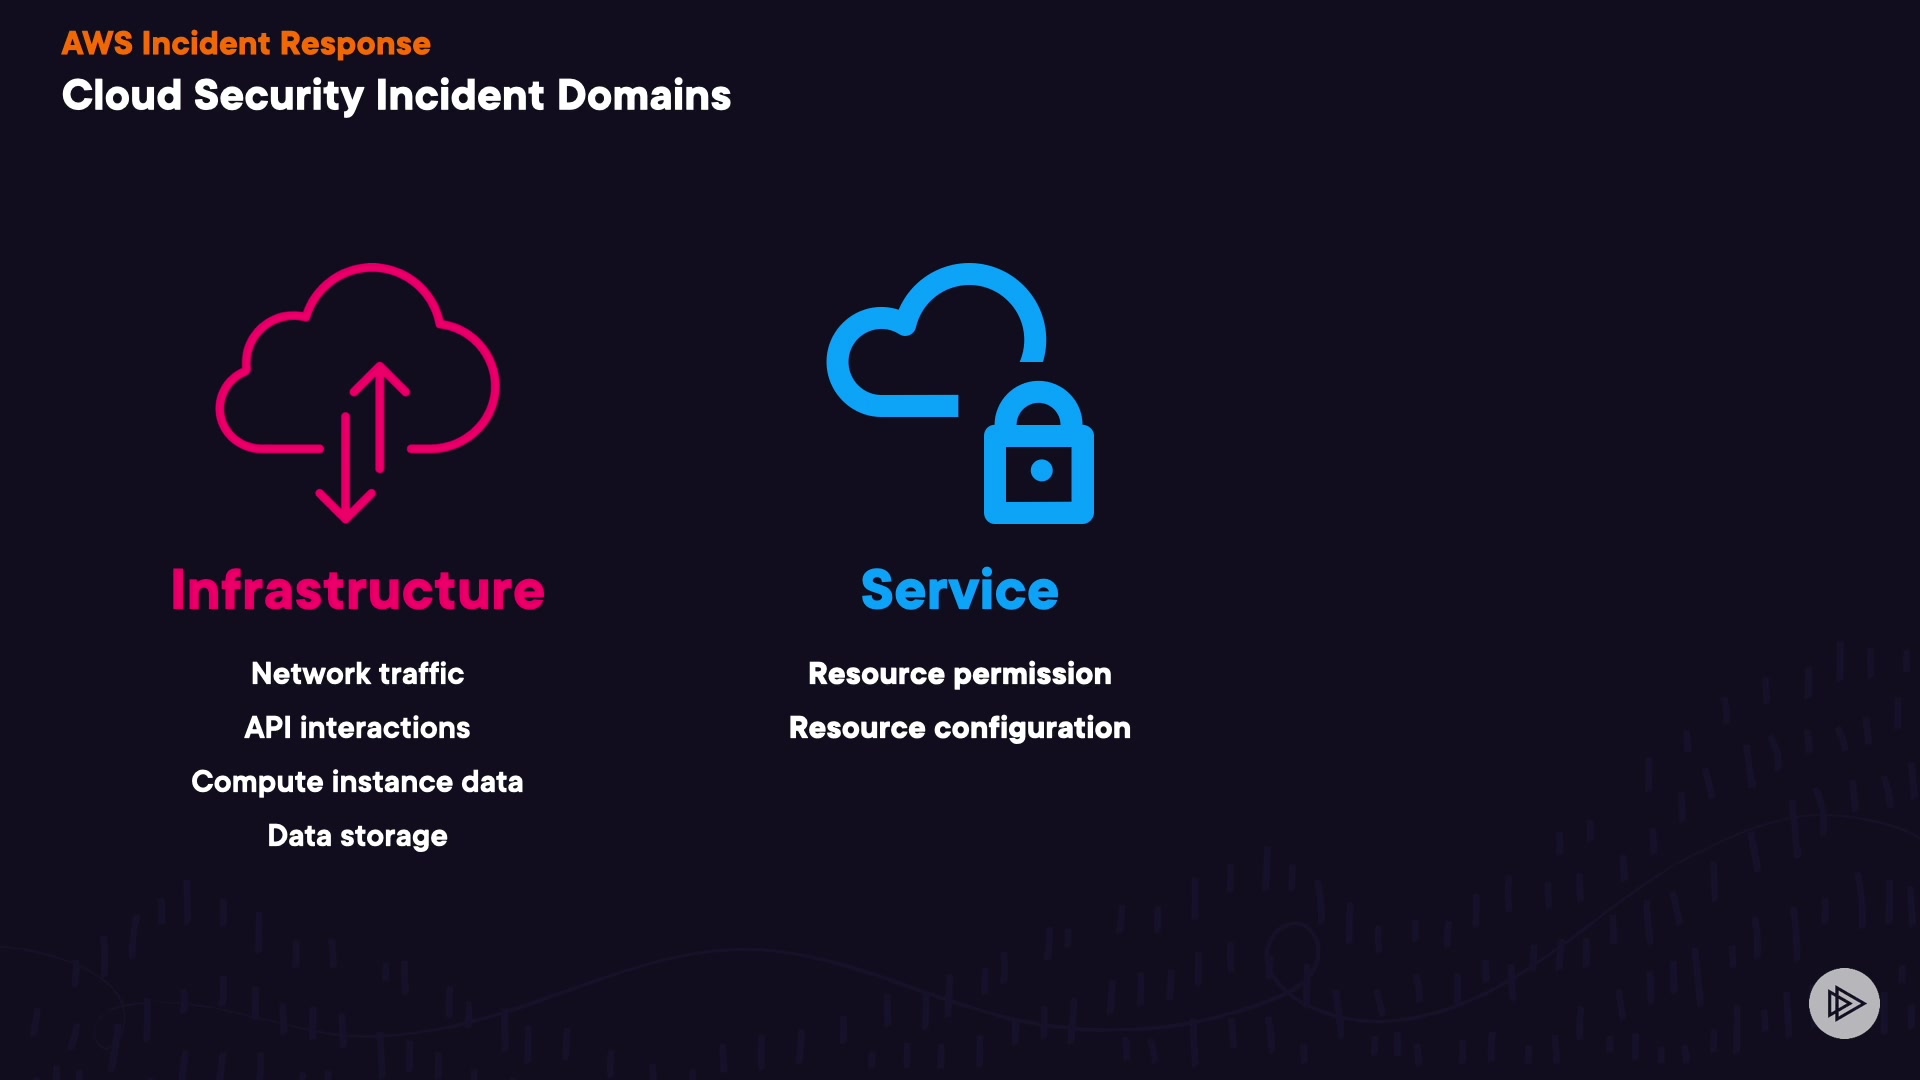 AWS Incident Response
Cloud Security Incident Domains
Infrastructure
Network traffic
API interactions
Compute instance data
Data storage
Service
Resource permission
Resource configuration